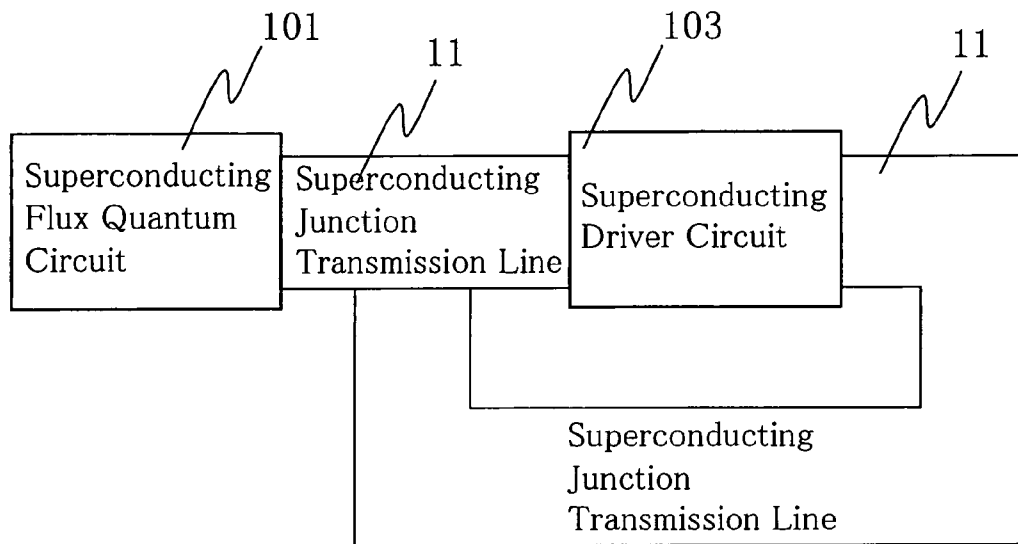 101
11
103
11
Superconducting
Flux Quantum
Circuit
Superconducting
Junction
Transmission Line
Superconducting
Driver Circuit
Superconducting
Junction
Transmission Line